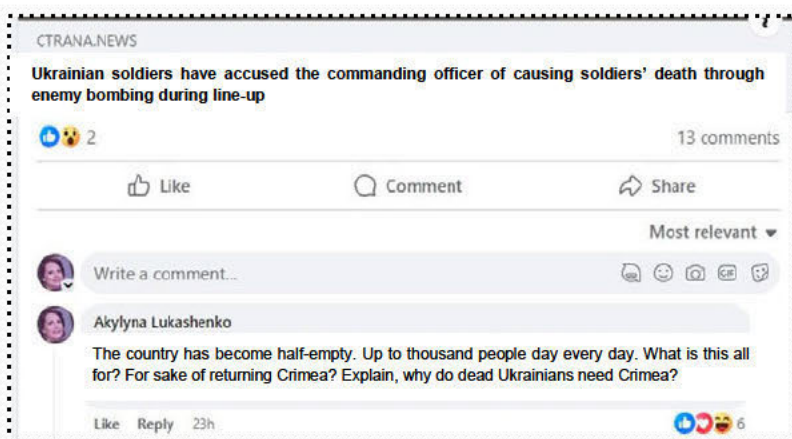 CTRANA.NEWS
Ukrainian soldiers have accused the commanding officer of causing soldiers' death through
enemy bombing during line-up
2
13 comments
Like
Comment
Share
Most relevant
Write a comment...
GIF
Akylyna Lukashenko
The country has become half-empty. Up to thousand people day every day. What is this all
for? For sake of returning Crimea? Explain, why do dead Ukrainians need Crimea?
Like Reply 23h
6